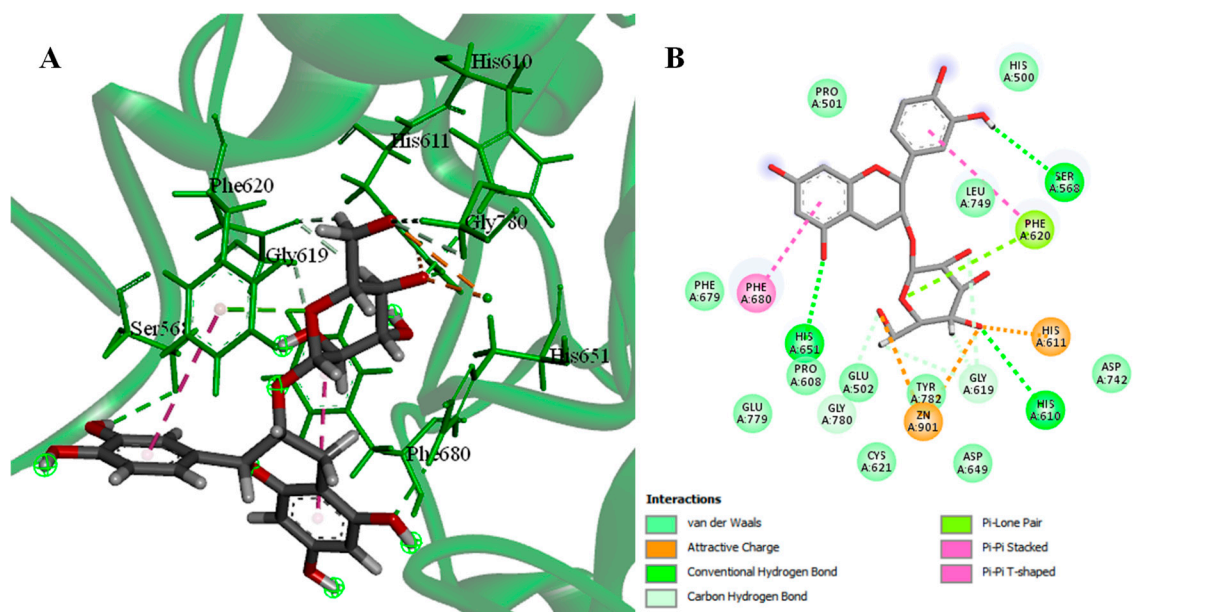 A
His610
His611
Phe620
Gly780
Gly619
Ser568
His651
Phe680
B
HIS
A:500
PRO
A:501
SER
A:568
LEU
A:749
PHE
A:620
PHE
A:679
PHE
A:680
HIS
A:651
HIS
A:611
PRO
A:608
GLU
A:502
TYR
A:782
GLY
A:619
ASP
A:742
GLU
A:779
GLY
A:780
ZN
A:901
HIS
A:610
CYS
A:621
ASP
A:649
Interactions
van der Waals
Attractive Charge
Conventional Hydrogen Bond
Carbon Hydrogen Bond
Pi-Lone Pair
Pi-Pi Stacked
Pi-Pi T-shaped